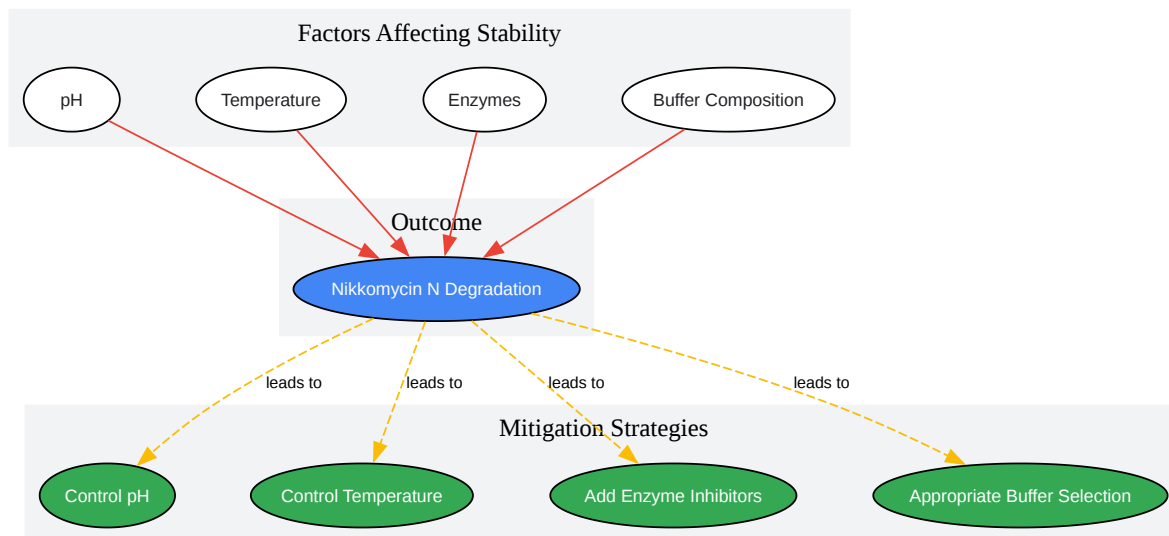 Factors Affecting Stability
pH
Temperature
Enzymes
Buffer Composition
Outcome
Nikkomycin N Degradation
leads to
leads to
leads to
leads to
Mitigation Strategies
Control pH
Control Temperature
Add Enzyme Inhibitors
Appropriate Buffer Selection